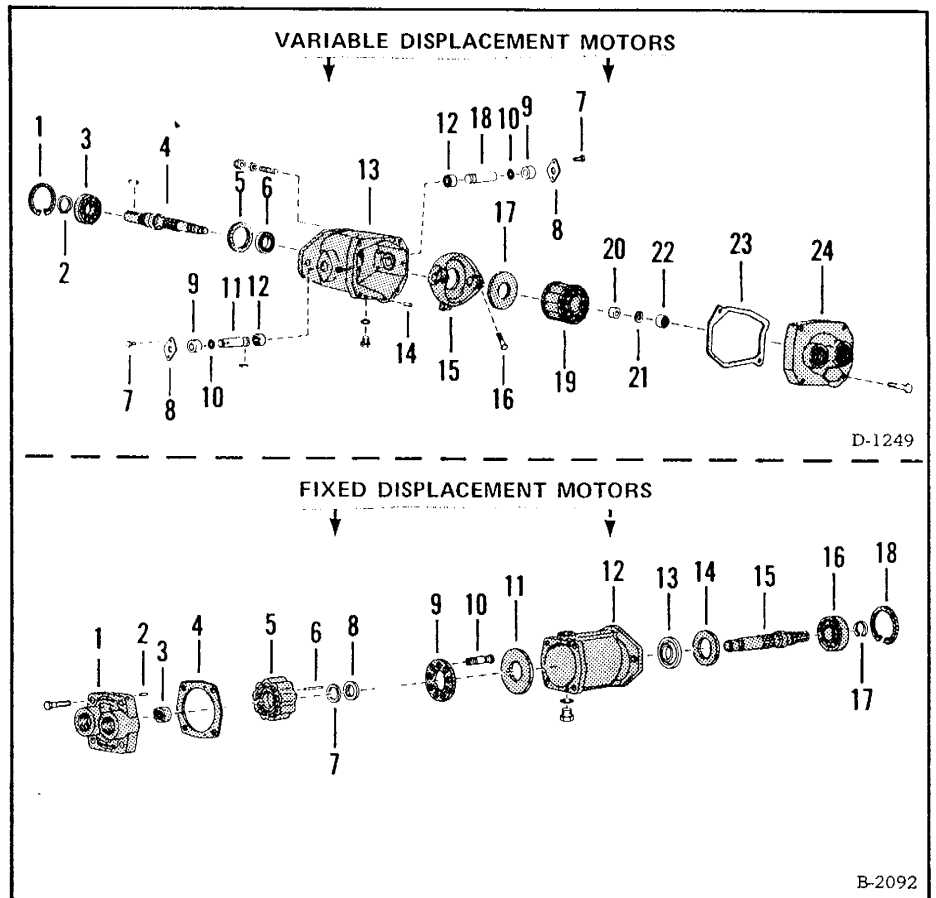 VARIABLE DISPLACEMENT MOTORS
1 3 4 5 6 13 12 18 10 9 7
2 8
17 20 22 23 24
9 11 12
7 8 10 14 15 16 19 21
D-1249
FIXED DISPLACEMENT MOTORS
1 2 3 4 5 6 8 9 10 11 12 13 14 15 16 18
7 17
B-2092